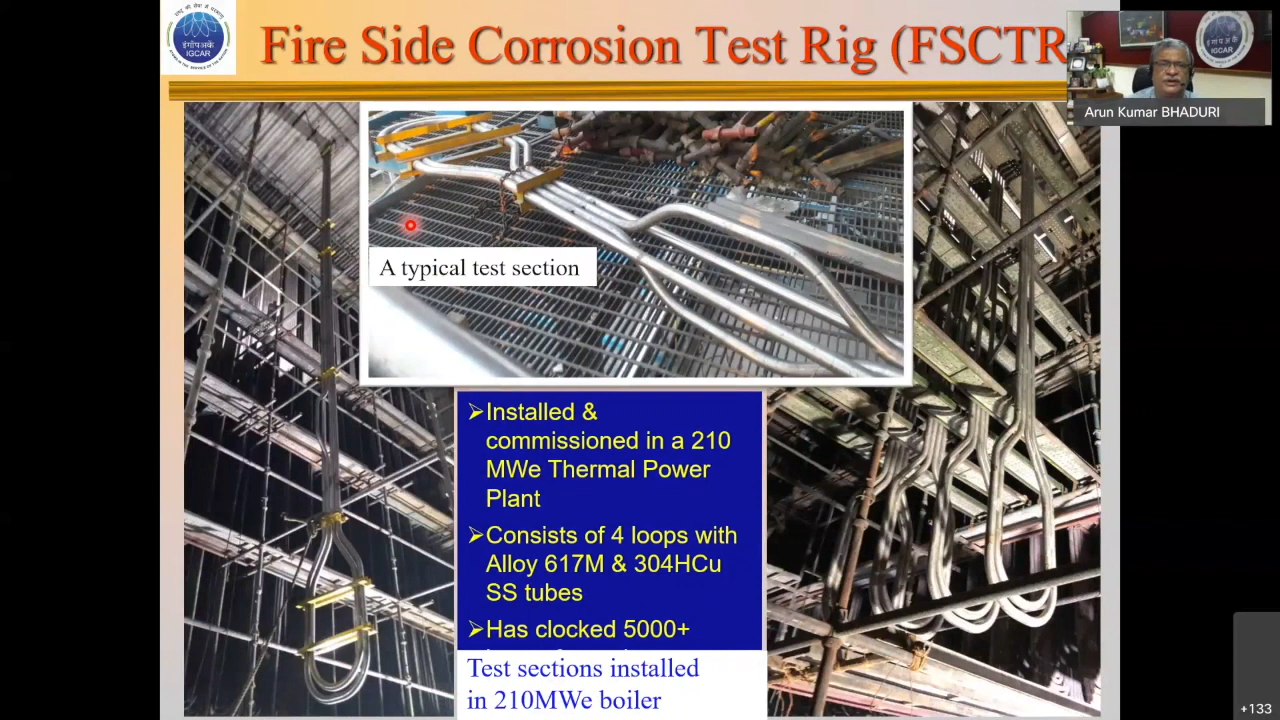 इंगांपअकें
IGCAR
Fire Side Corrosion Test Rig (FSCTR
IGCAR
Arun Kumar BHADURI
A typical test section
➢Installed &
commissioned in a 210
MWe Thermal Power
Plant
➢Consists of 4 loops with
Alloy 617M & 304HCu
SS tubes
➢Has clocked 5000+
Test sections installed
in 210MWe boiler
+133